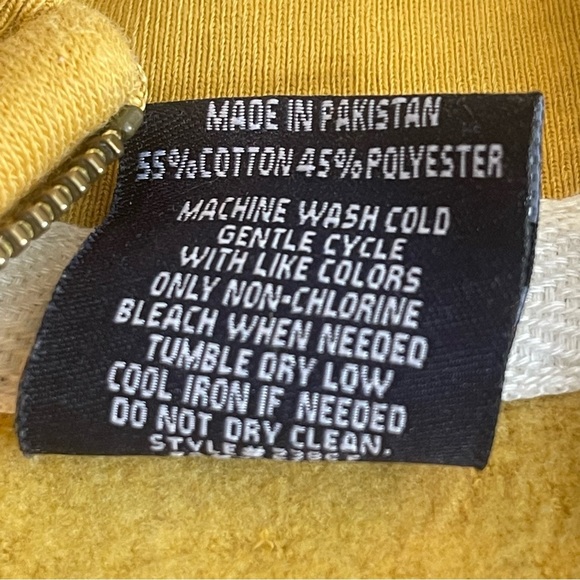 MADE IN PAKISTAN
55%COTTON 45%POLYESTER
MACHINE WASH COLD
GENTLE CYCLE
WITH LIKE COLORS
ONLY NON-CHLORINE
BLEACH WHEN NEEDED
TUMBLE DRY LOW
COOL IRON IF NEEDED
DO NOT DRY CLEAN.